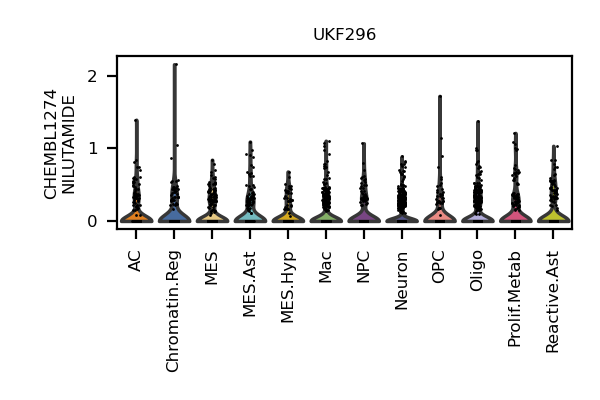 UKF296
CHEMBL1274
NILUTAMIDE
2
1
0
AC
Chromatin.Reg
MES
MES.Ast
MES.Hyp
Mac
NPC
Neuron
OPC
Oligo
Prolif.Metab
Reactive.Ast